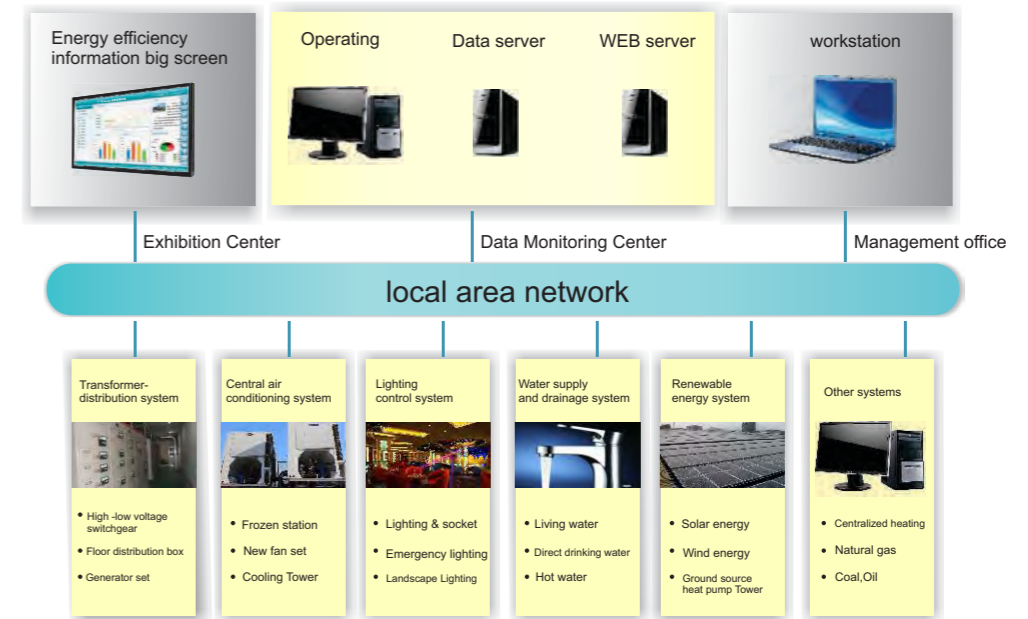 Energy efficiency
information big screen
Operating
Data server
WEB server
workstation
Exhibition Center
Data Monitoring Center
Management office
local area network
Transformer-
distribution system
• High -low voltage
switchgear
• Floor distribution box
• Generator set
Central air
conditioning system
• Frozen station
• New fan set
• Cooling Tower
Lighting
control system
• Lighting & socket
• Emergency lighting
• Landscape Lighting
Water supply
and drainage system
• Living water
• Direct drinking water
• Hot water
Renewable
energy system
• Solar energy
• Wind energy
• Ground source
heat pump Tower
Other systems
• Centralized heating
• Natural gas
• Coal,Oil